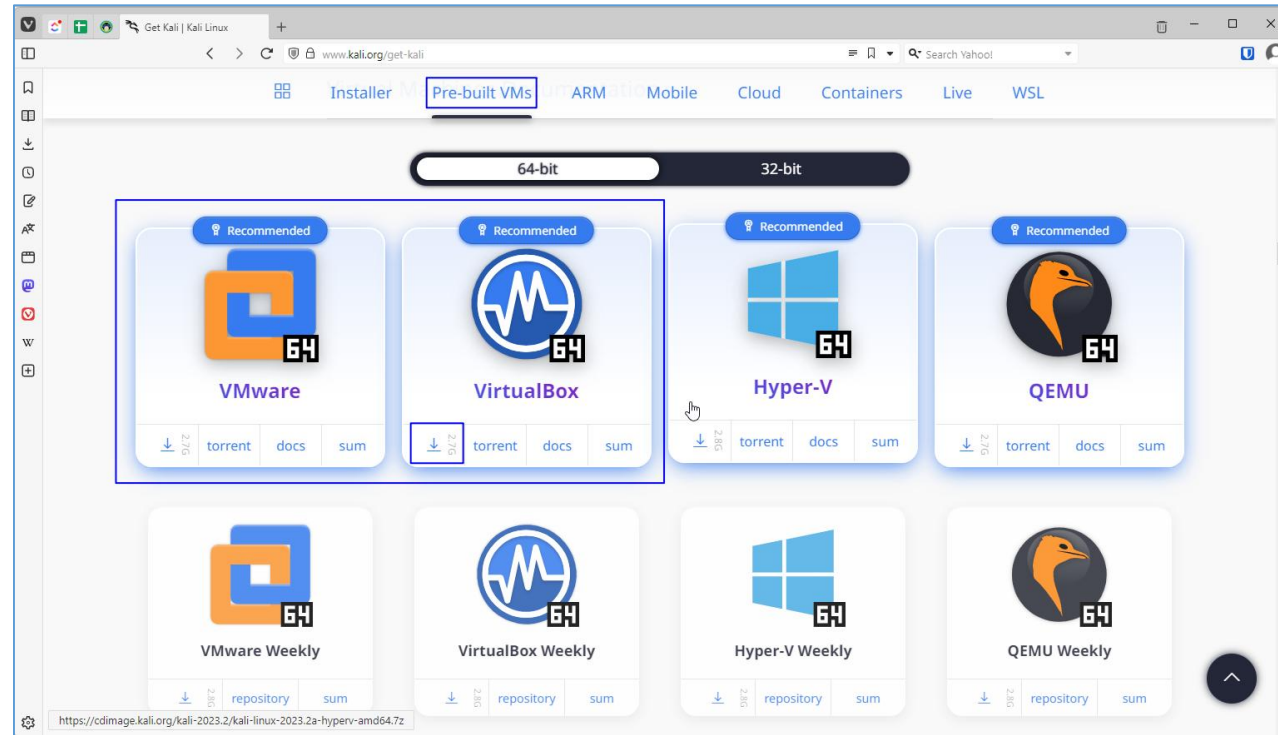 Get Kali | Kali Linux
www.kali.org/get-kali
Search Yahoo!
Installer Pre-built VMs ARM Mobile Cloud Containers Live WSL
64-bit 32-bit
Recommended Recommended Recommended Recommended
64 64 64 64
VMware VirtualBox Hyper-V QEMU
2.7G torrent docs sum 2.7G torrent docs sum 2.8G torrent docs sum 2.7G torrent docs sum
64 64 64 64
VMware Weekly VirtualBox Weekly Hyper-V Weekly QEMU Weekly
2.8G repository sum 2.8G repository sum 2.8G repository sum 2.8G repository sum
W
https://cdimage.kali.org/kali-2023.2/kali-linux-2023.2a-hyperv-amd64.7z